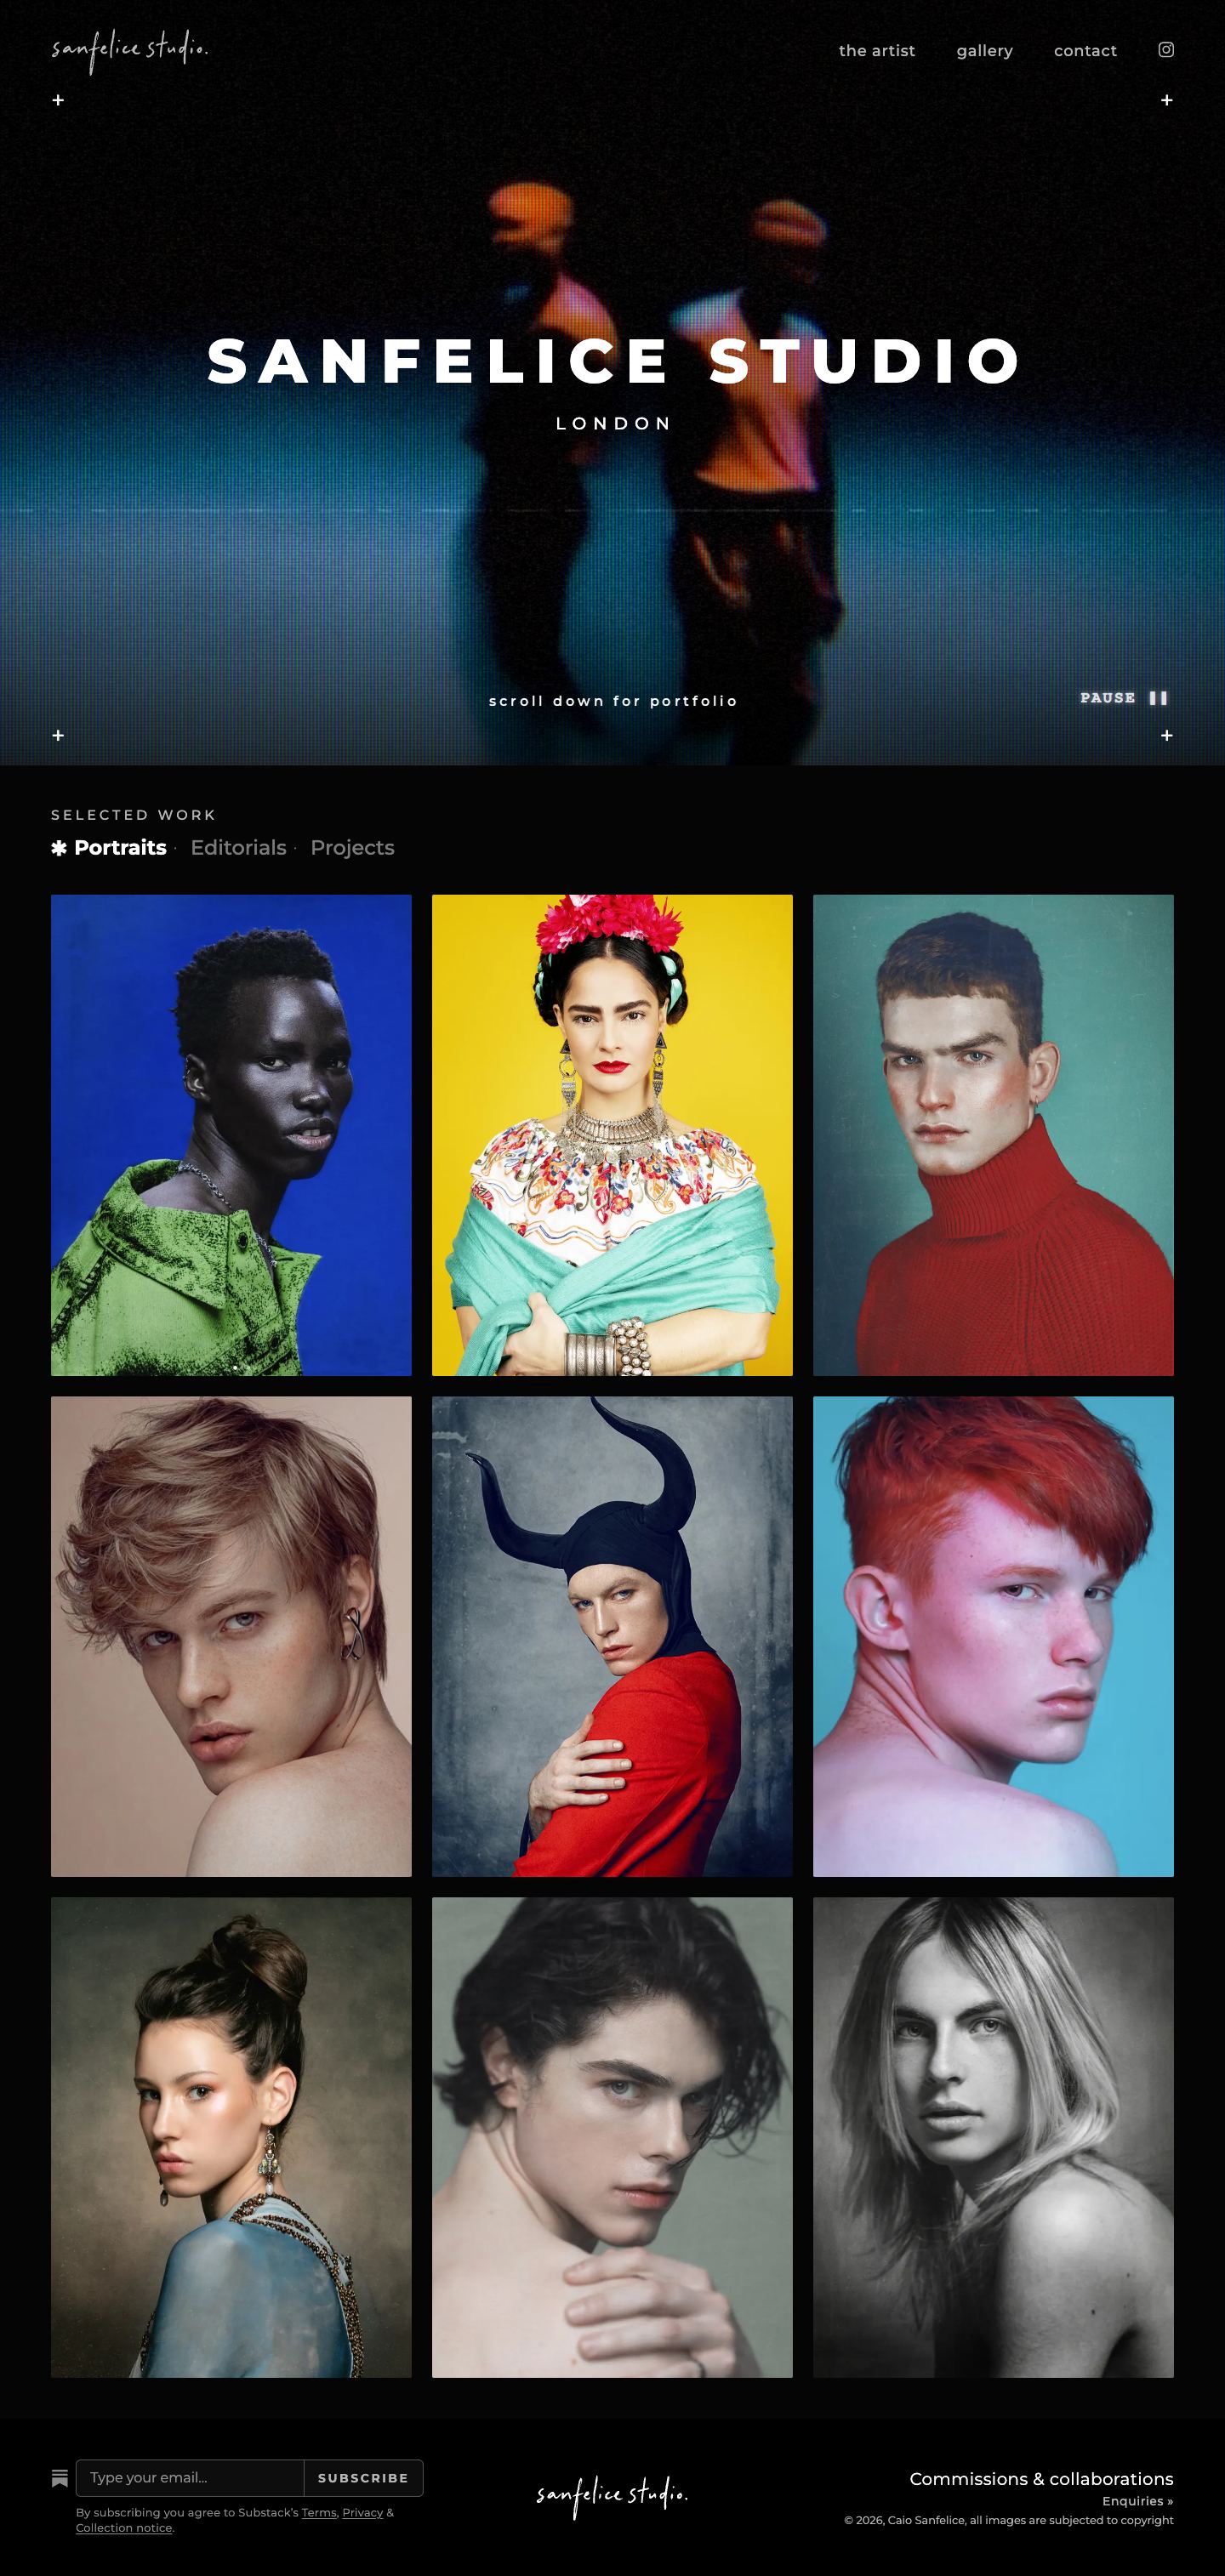 sanfelice studio.
the artist gallery contact
SANFELICE STUDIO
LONDON
scroll down for portfolio
PAUSE
SELECTED WORK
✱ Portraits · Editorials · Projects
Type your email...
SUBSCRIBE
By subscribing you agree to Substack's Terms, Privacy &
Collection notice.
sanfelice studio.
Commissions & collaborations
Enquiries »
© 2026, Caio Sanfelice, all images are subjected to copyright